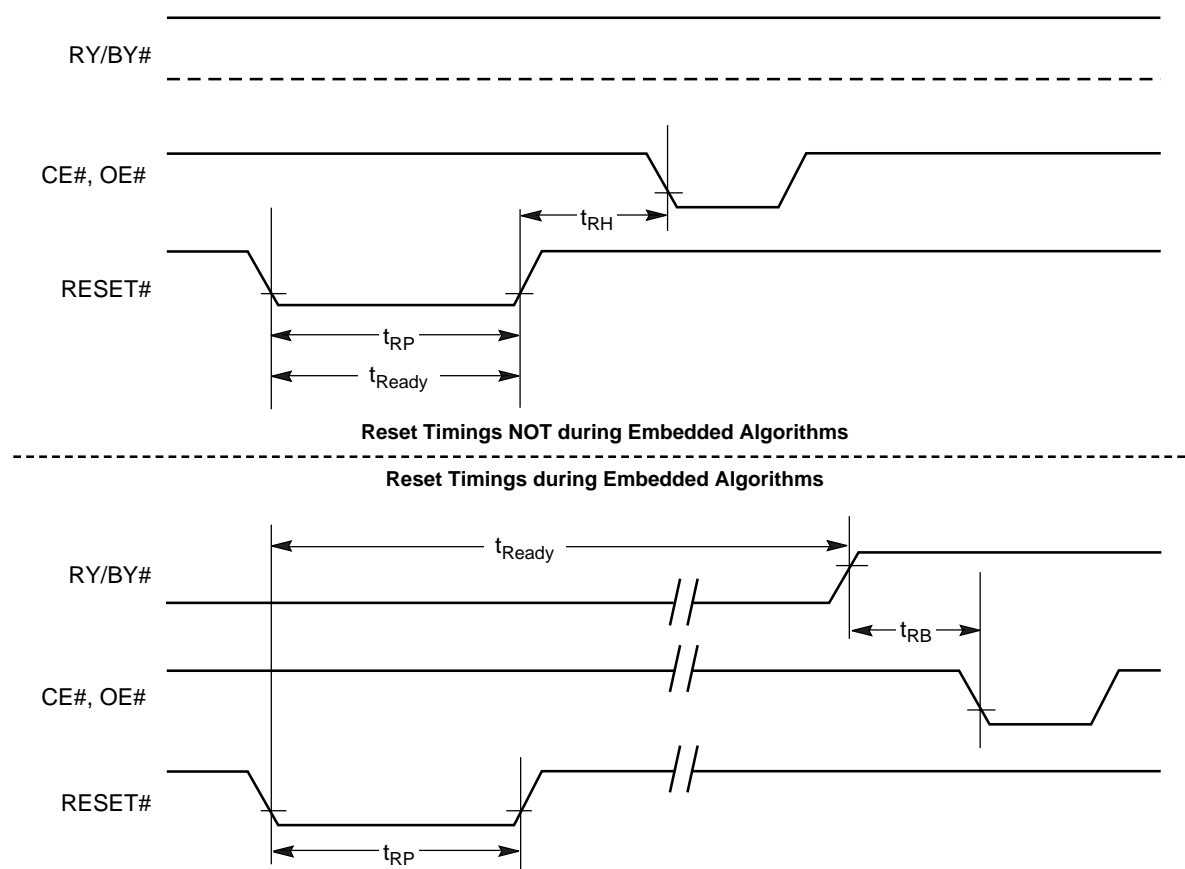 RY/BY#
CE#, OE#
tRH
RESET#
tRP
tReady
Reset Timings NOT during Embedded Algorithms
Reset Timings during Embedded Algorithms
tReady
RY/BY#
tRB
CE#, OE#
RESET#
tRP